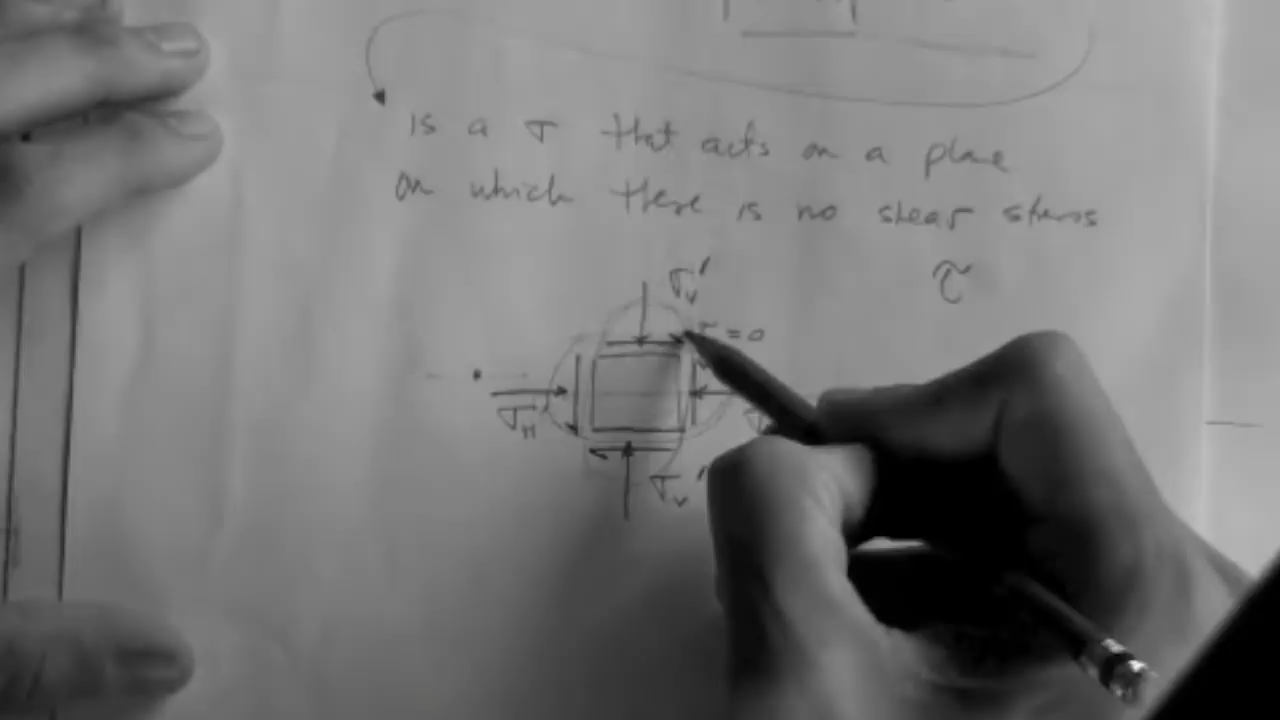 is a σ that acts on a plane
on which there is no shear stress
τ
σv'
τ = 0
σH
σv'